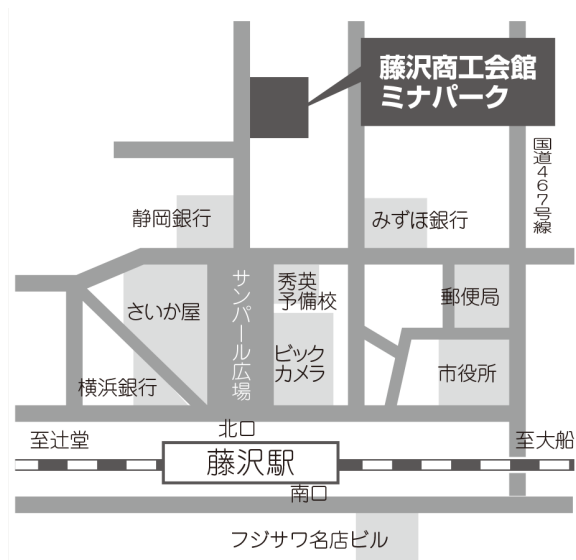 藤沢商工会館
ミナパーク
国道467号線
静岡銀行
みずほ銀行
サンパール広場
秀英
予備校
郵便局
さいか屋
ビック
カメラ
市役所
横浜銀行
北口
至辻堂
藤沢駅
至大船
南口
フジサワ名店ビル